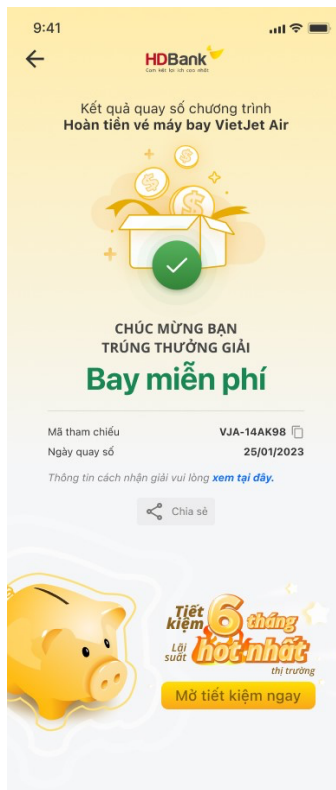 9:41
HDBank
Cam kết lợi ích cao nhất
Kết quả quay số chương trình
Hoàn tiền vé máy bay VietJet Air
CHÚC MỪNG BẠN
TRÚNG THƯỞNG GIẢI
Bay miễn phí
Mã tham chiếu VJA-14AK98
Ngày quay số 25/01/2023
Thông tin cách nhận giải vui lòng xem tại đây.
Chia sẻ
Tiết kiệm 6 tháng
Lãi suất hot nhất
thị trường
Mở tiết kiệm ngay